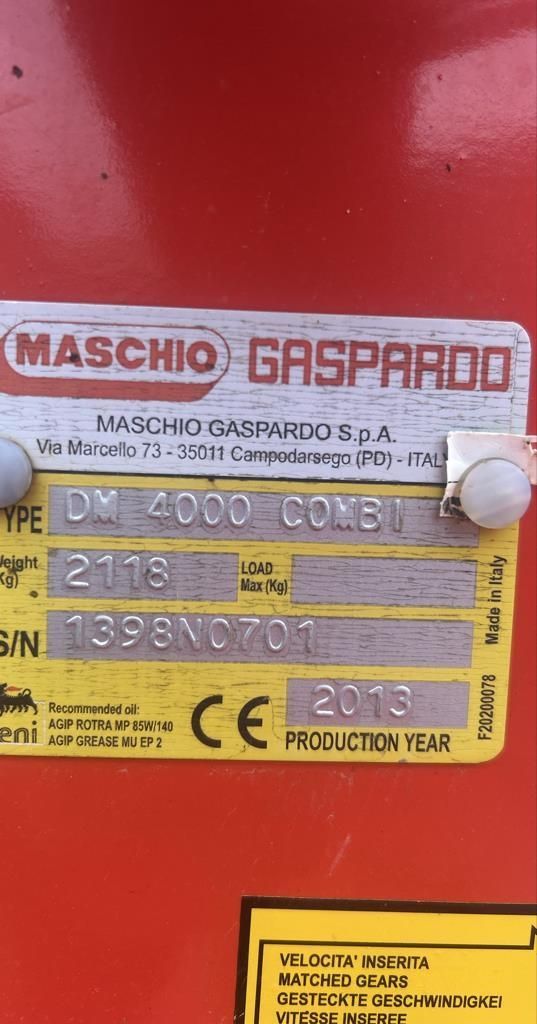 MASCHIO GASPARDO
MASCHIO GASPARDO S.p.A.
Via Marcello 73 - 35011 Campodarsego (PD) - ITAL
YPE DM 4000 COMBI
Weight (Kg) 2118 LOAD Max (Kg)
S/N 1398N0701
Made in Italy
eni
Recommended oil:
AGIP ROTRA MP 85W/140
AGIP GREASE MU EP 2
CE
2013
PRODUCTION YEAR
F20200078
VELOCITA' INSERITA
MATCHED GEARS
GESTECKTE GESCHWINDIGKEI
VITESSE INSEREE